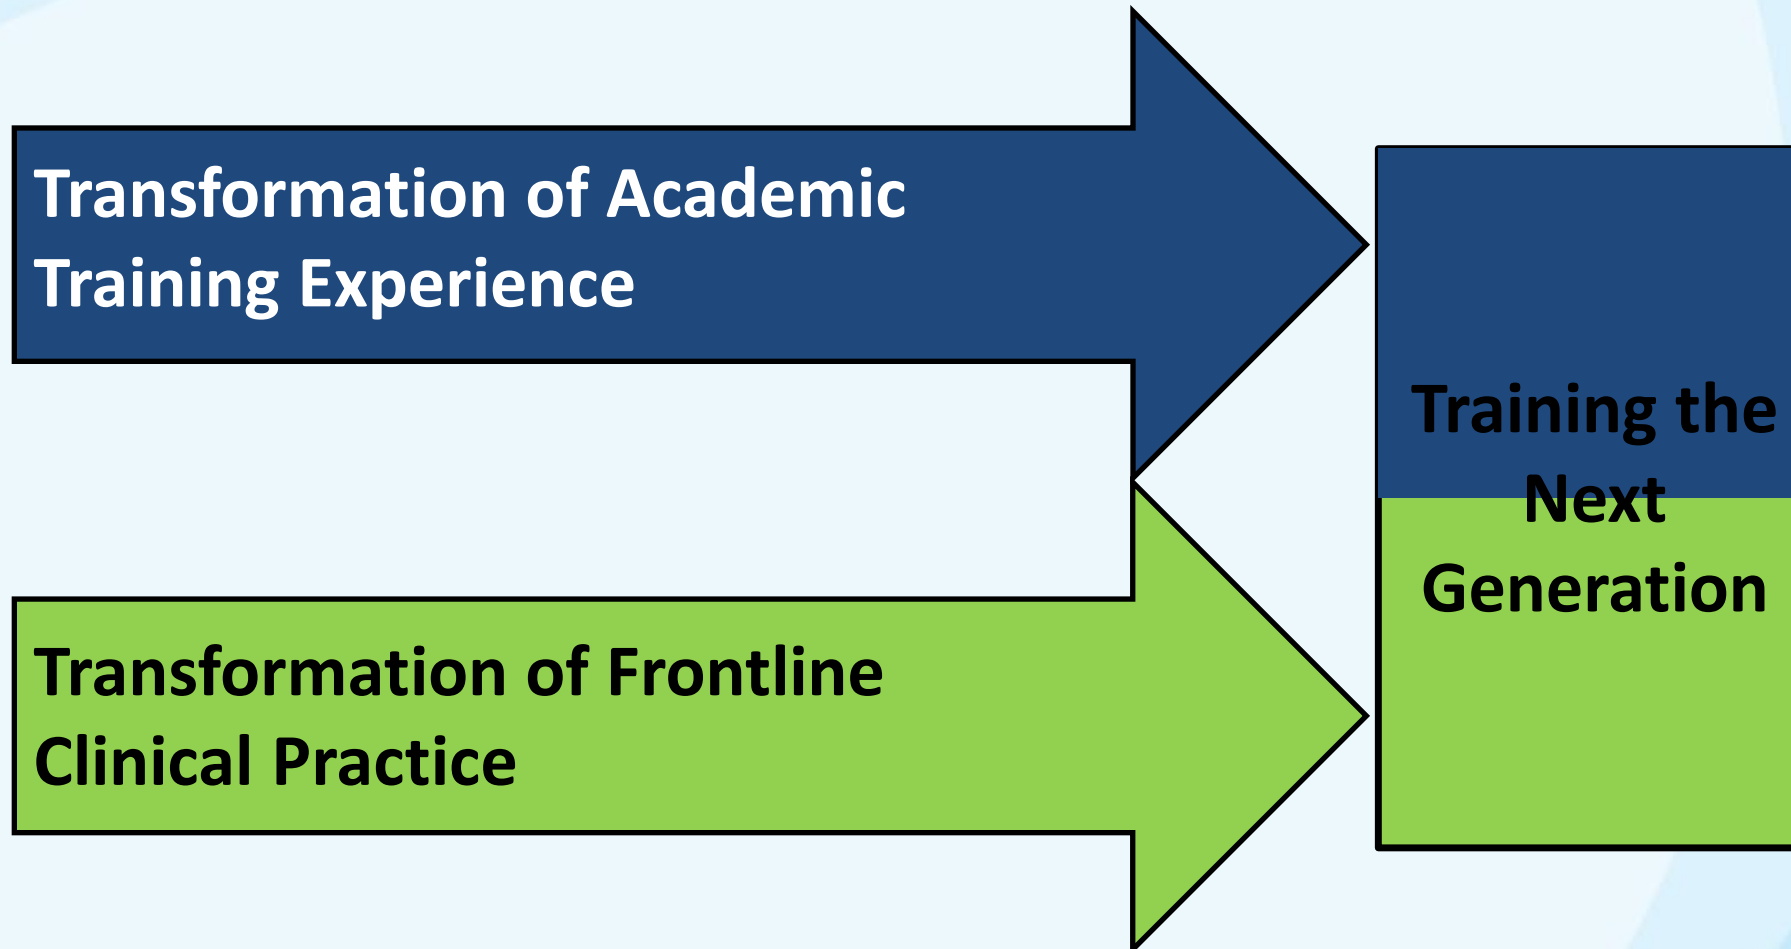 Transformation of Academic
Training Experience
Training the
Next
Generation
Transformation of Frontline
Clinical Practice